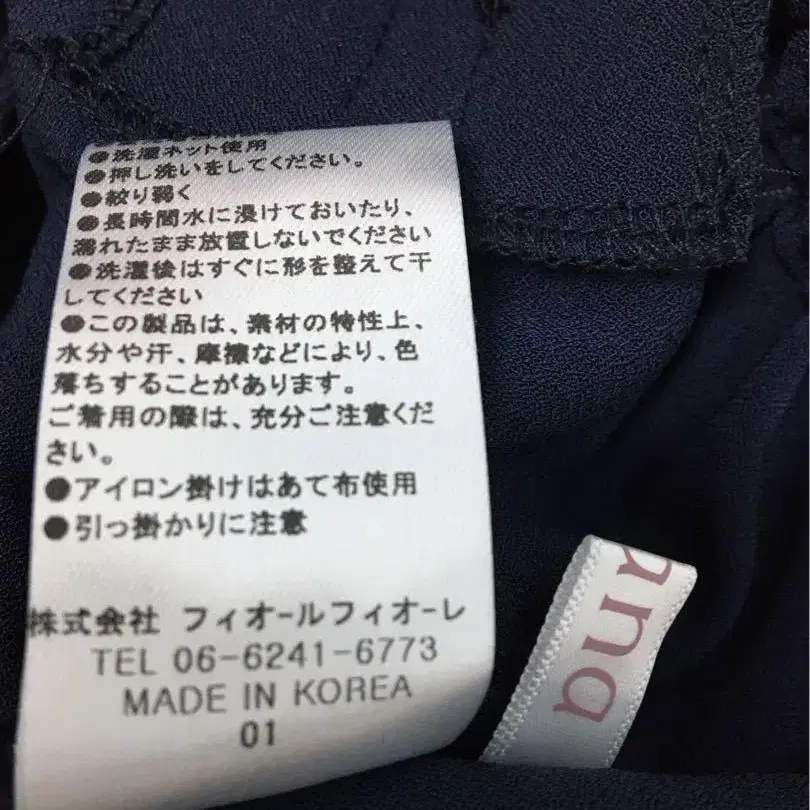 ●洗濯ネット使用
●押し洗いをしてください。
●絞り弱く
●長時間水に浸けておいたり、
濡れたまま放置しないでください
●洗濯後はすぐに形を整えて干
してください
●この製品は、素材の特性上、
水分や汗、摩擦などにより、色
落ちすることがあります。
ご着用の際は、充分ご注意くだ
さい。
●アイロン掛けはあて布使用
●引っ掛かりに注意
株式会社 フィオールフィオーレ
TEL 06-6241-6773
MADE IN KOREA
01
ana